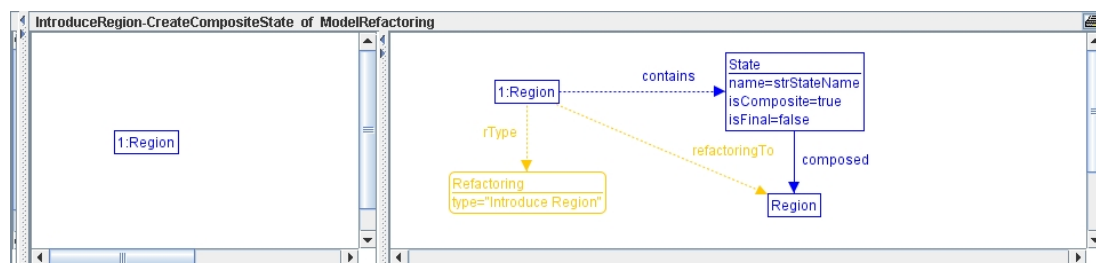 IntroduceRegion-CreateCompositeState of ModelRefactoring
1:Region
1:Region
contains
State
name=strStateName
isComposite=true
isFinal=false
rType
refactoringTo
composed
Refactoring
type="Introduce Region"
Region